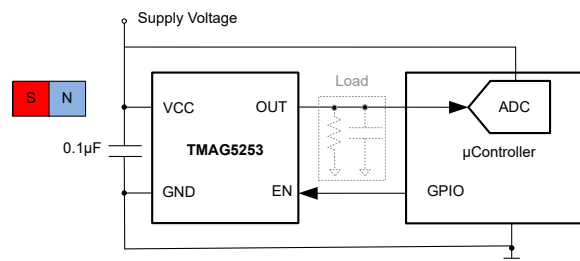 Supply Voltage
S N
VCC
OUT
Load
ADC
0.1µF
TMAG5253
µController
GND
EN
GPIO